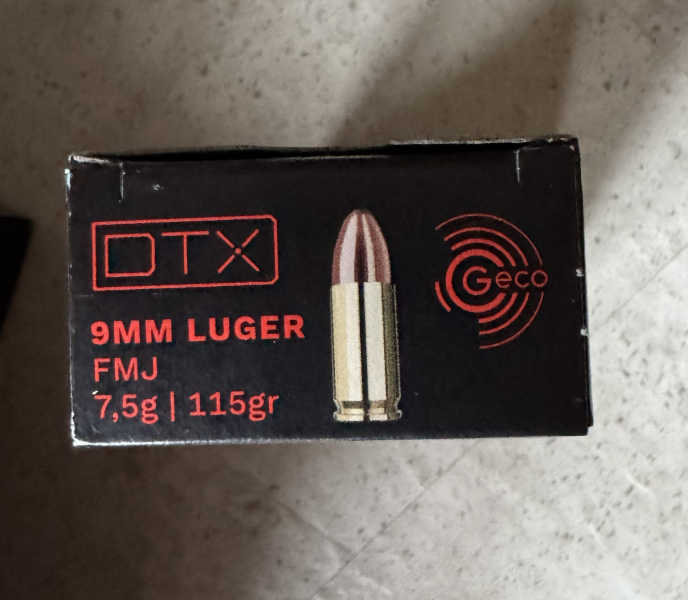 DTX
9MM LUGER
FMJ
7,5g | 115gr
Geco